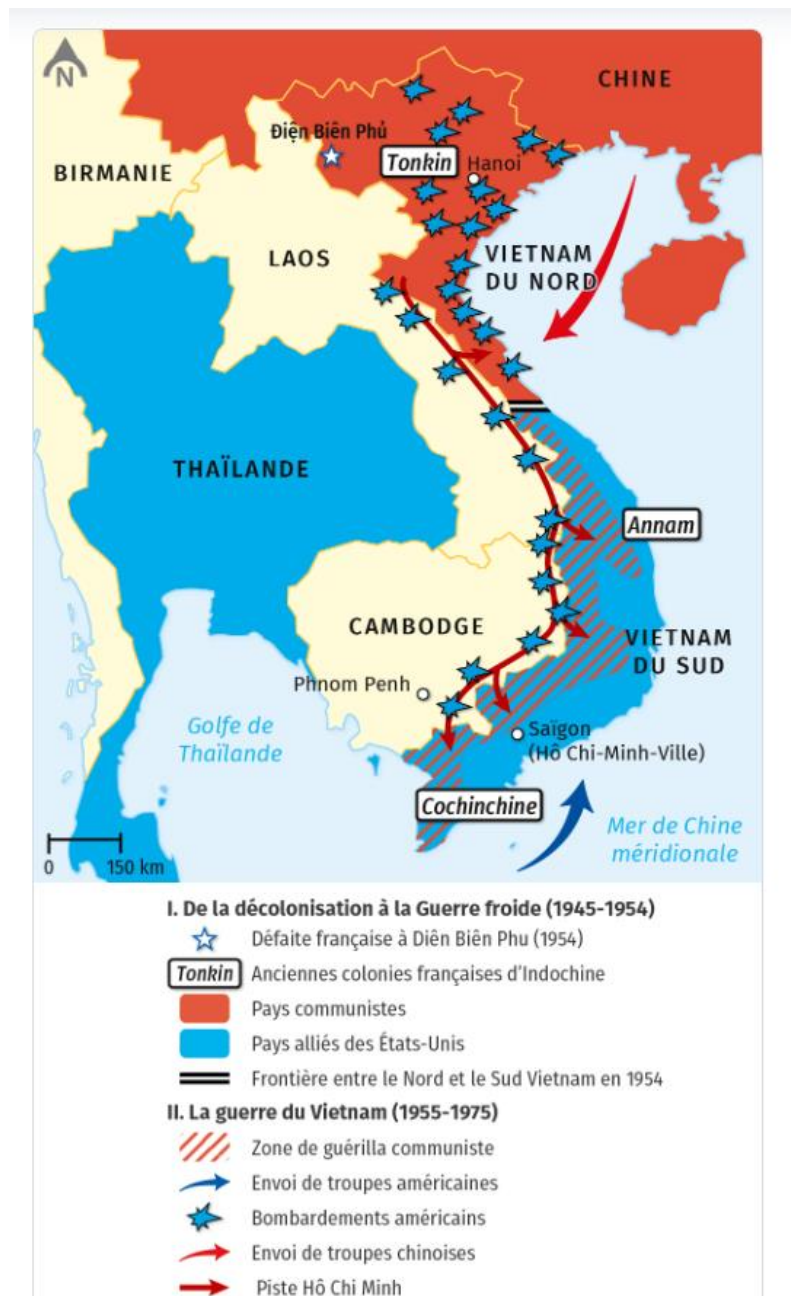 N
CHINE
Điện Biên Phủ
Tonkin
Hanoi
BIRMANIE
LAOS
VIETNAM
DU NORD
THAÏLANDE
Annam
CAMBODGE
VIETNAM
DU SUD
Phnom Penh
Golfe de
Thaïlande
Saïgon
(Hô Chi-Minh-Ville)
Cochinchine
Mer de Chine
méridionale
0 150 km
I. De la décolonisation à la Guerre froide (1945-1954)
Défaite française à Diên Biên Phu (1954)
Tonkin Anciennes colonies françaises d'Indochine
Pays communistes
Pays alliés des États-Unis
Frontière entre le Nord et le Sud Vietnam en 1954
II. La guerre du Vietnam (1955-1975)
Zone de guérilla communiste
Envoi de troupes américaines
Bombardements américains
Envoi de troupes chinoises
Piste Hô Chi Minh